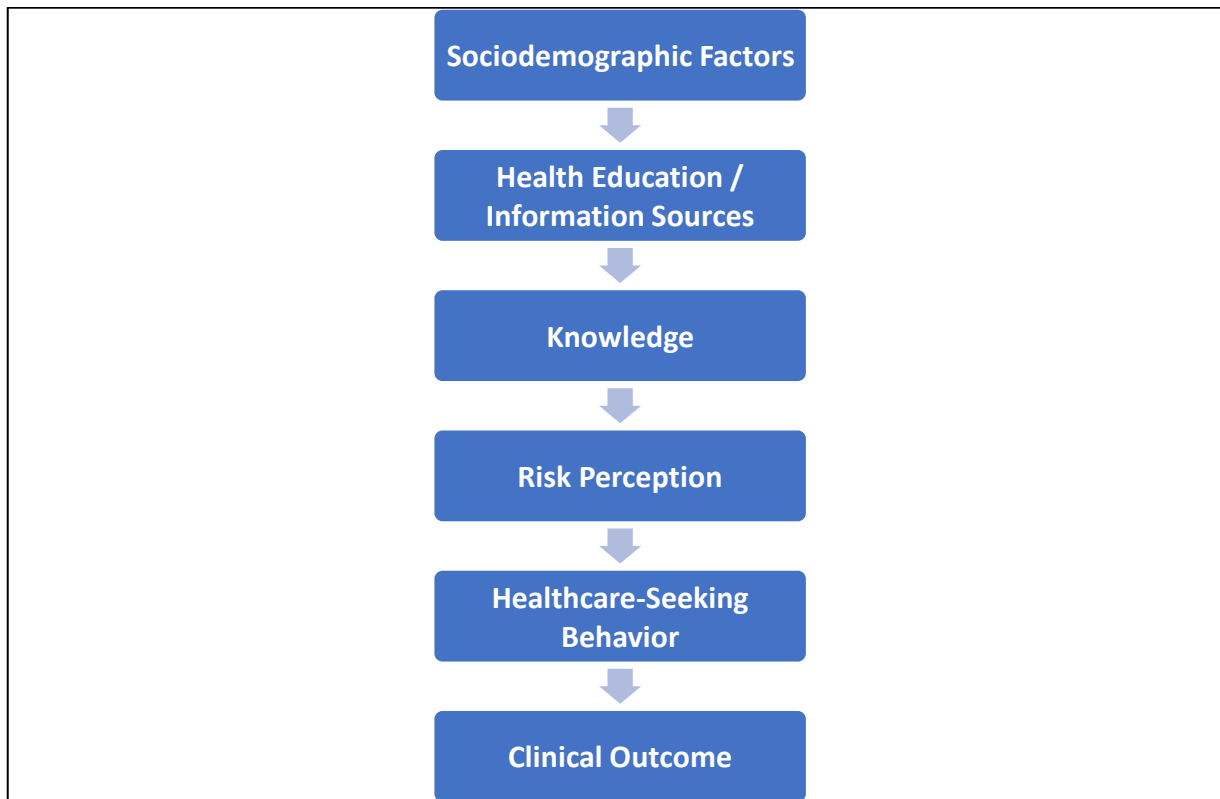 Sociodemographic Factors
Health Education /
Information Sources
Knowledge
Risk Perception
Healthcare-Seeking
Behavior
Clinical Outcome